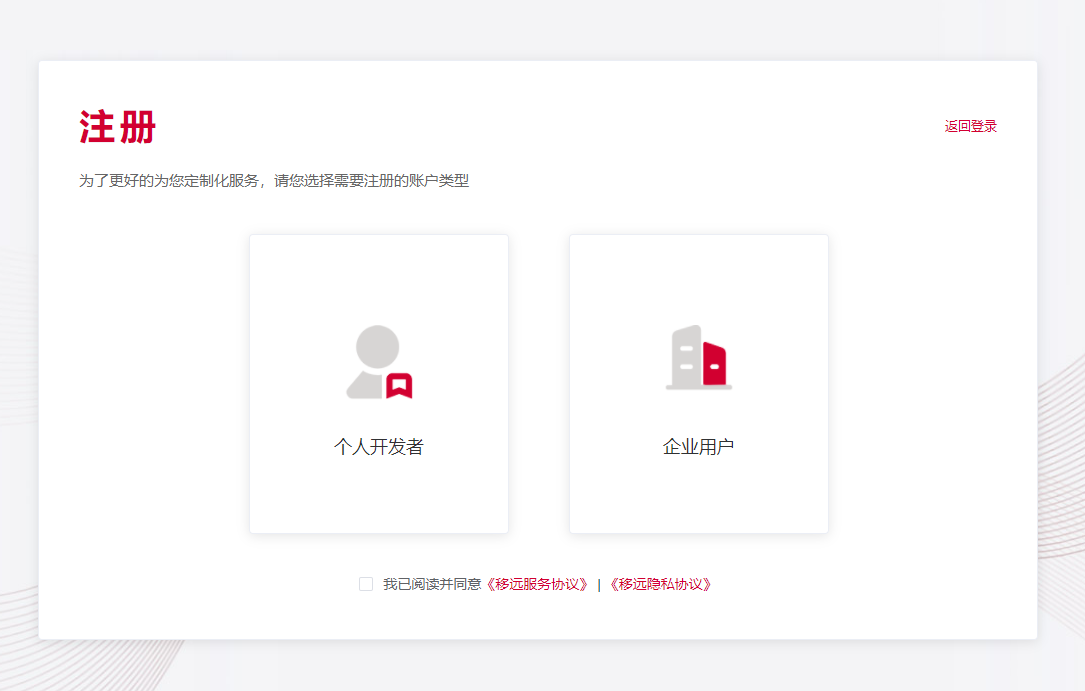 注册
返回登录
为了更好的为您定制化服务，请您选择需要注册的账户类型
个人开发者
企业用户
我已阅读并同意《移远服务协议》 | 《移远隐私协议》